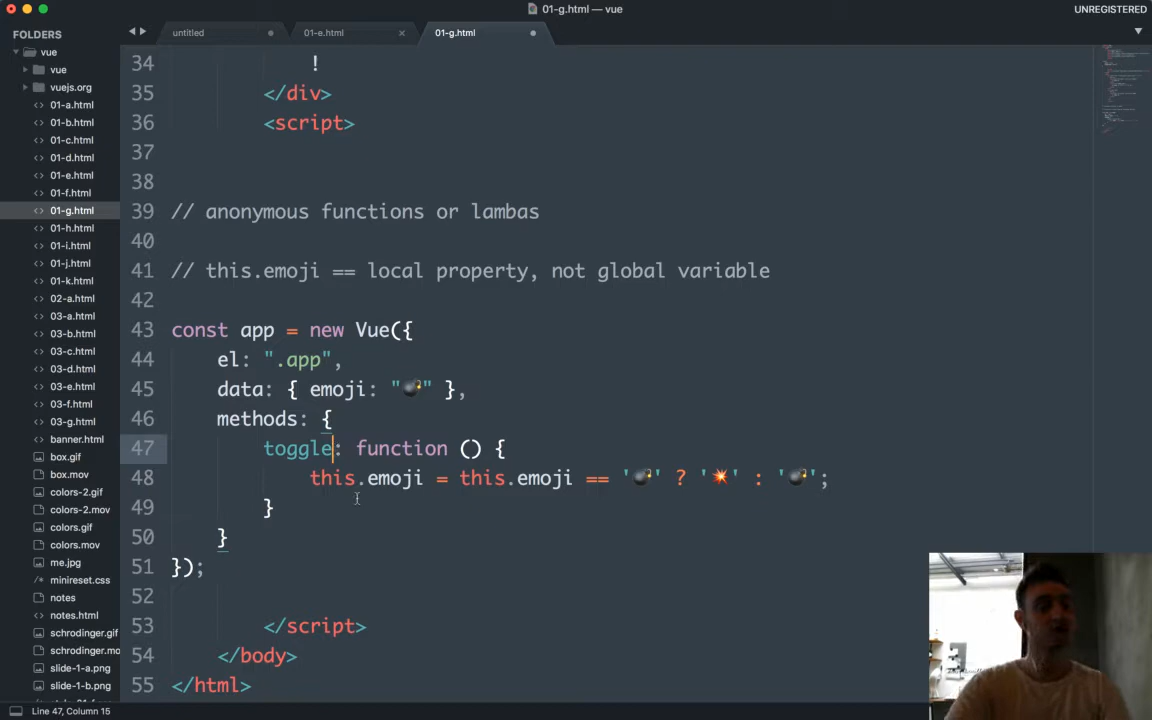 01-g.html — vue
UNREGISTERED
FOLDERS
untitled
01-e.html
01-g.html
vue
vue
vuejs.org
01-a.html
01-b.html
01-c.html
01-d.html
01-e.html
01-f.html
01-g.html
01-h.html
01-i.html
01-j.html
01-k.html
02-a.html
03-a.html
03-b.html
03-c.html
03-d.html
03-e.html
03-f.html
03-g.html
banner.html
box.gif
box.mov
colors-2.gif
colors-2.mov
colors.gif
colors.mov
me.jpg
minireset.css
notes
notes.html
schrodinger.gif
schrodinger.mo
slide-1-a.png
slide-1-b.png
34 !
35 </div>
36 <script>
37
38
39 // anonymous functions or lambas
40
41 // this.emoji == local property, not global variable
42
43 const app = new Vue({
44 el: ".app",
45 data: { emoji: "💣" },
46 methods: {
47 toggle: function () {
48 this.emoji = this.emoji == '💣' ? '💥' : '💣';
49 }
50 }
51 });
52
53 </script>
54 </body>
55 </html>
Line 47, Column 15